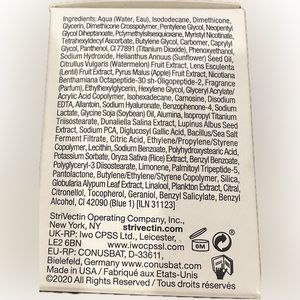 Ingredients: Aqua (Water, Eau), Isododecane, Dimethicone,
Glycerin, Dimethicone Crosspolymer, Pentylene Glycol, Neopentyl
Glycol Diheptanoate, Polymethylsilsesquioxane, Myristyl Nicotinate,
Tetrahexyldecyl Ascorbate, Butylene Glycol, Carbomer, Caprylyl
Glycol, Panthenol, CI 77891 (Titanium Dioxide), Phenoxyethanol,
Sodium Hydroxide, Helianthus Annuus (Sunflower) Seed Oil,
Citrullus Vulgaris (Watermelon) Fruit Extract, Lens Esculenta
(Lentil) Fruit Extract, Pyrus Malus (Apple) Fruit Extract, Nicotiana
Benthamiana Octapeptide-30 sh-Oligopeptide-2, Fragrance
(Parfum), Ethylhexylglycerin, Hexylene Glycol, Glyceryl Acrylate/
Acrylic Acid Copolymer, Isohexadecane, Carnosine, Disodium
EDTA, Allantoin, Sodium Hyaluronate, Benzophenone-4, Sodium
Lactate, Glycine Soja (Soybean) Oil, Alumina, Isopropyl Titanium
Triisostearate, Dunaliella Salina Extract, Lupinus Albus Seed
Extract, Sodium PCA, Diglucosyl Gallic Acid, Bacillus/Sea Salt
Ferment Filtrate, Citric Acid, Ethylene/Propylene/Styrene
Copolymer, Lecithin, Sodium Benzoate, Polyhydroxystearic Acid,
Potassium Sorbate, Oryza Sativa (Rice) Extract, Benzyl Benzoate,
Polyglyceryl-3 Diisostearate, Limonene, Palmitoyl Tripeptide-5,
Pentapeptide, Butylene/Ethylene/Styrene Copolymer, Silica,
Globularia Alypum Leaf Extract, Linalool, Plankton Extract, Citral,
Citronellol, Tocopherol, Geraniol, Benzyl Salicylate, Benzyl
Alcohol, CI 42090 (Blue 1) [ILN 31123]
StriVectin Operating Company, Inc.,
New York, NY strivectin.com
UK-RP: Iwo CPSS Ltd., Leicester,
LE2 6BN www.iwocpssl.com
EU-RP: CONUSBAT, D-33611,
Bielefeld, Germany www.conusbat.com
6M
Made in USA / Fabriqué aux Etats-Unis
©2020 All Rights Reserved